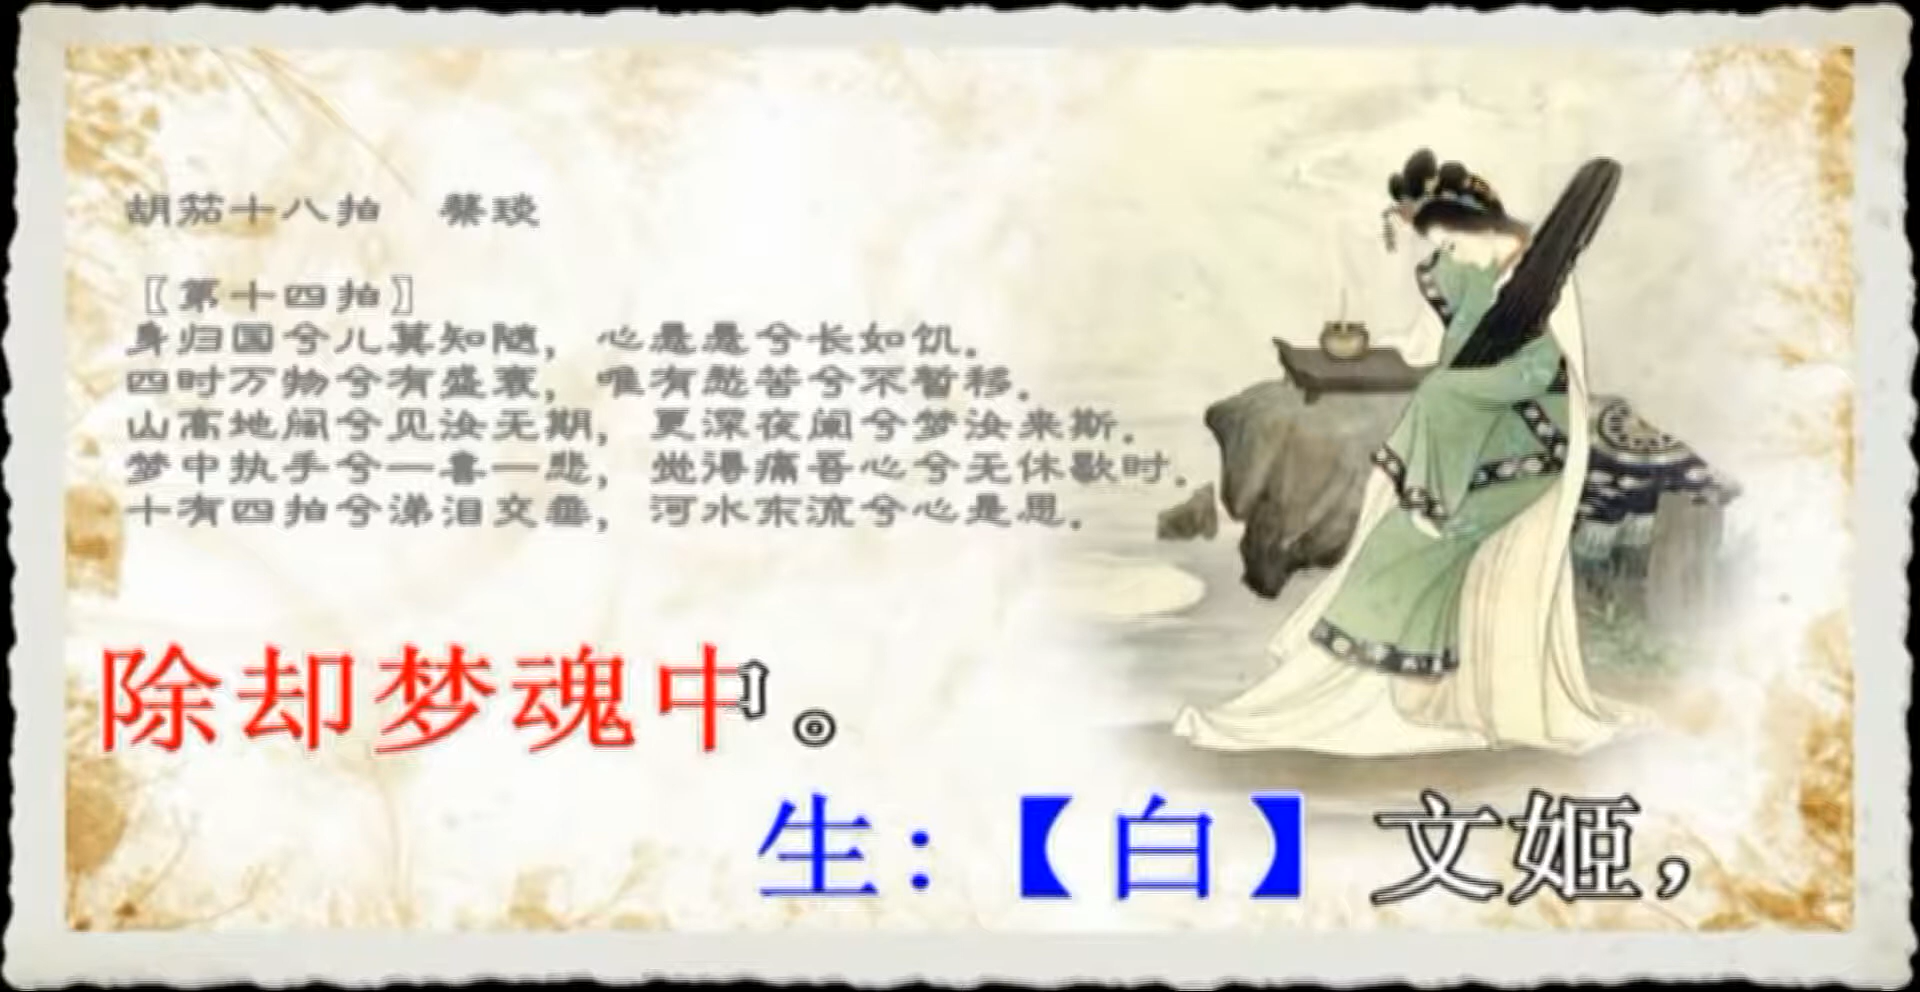 胡笳十八拍 蔡琰
〖第十四拍〗
身归国兮儿莫知随，心悬悬兮长如饥。
四时万物兮有盛衰，唯有愁苦兮不暂移。
山高地阔兮见汝无期，更深夜阑兮梦汝来斯。
梦中执手兮一喜一悲，觉得痛吾心兮无休歇时。
十有四拍兮涕泪交垂，河水东流兮心是思。
除却梦魂中。
生：【白】文姬，